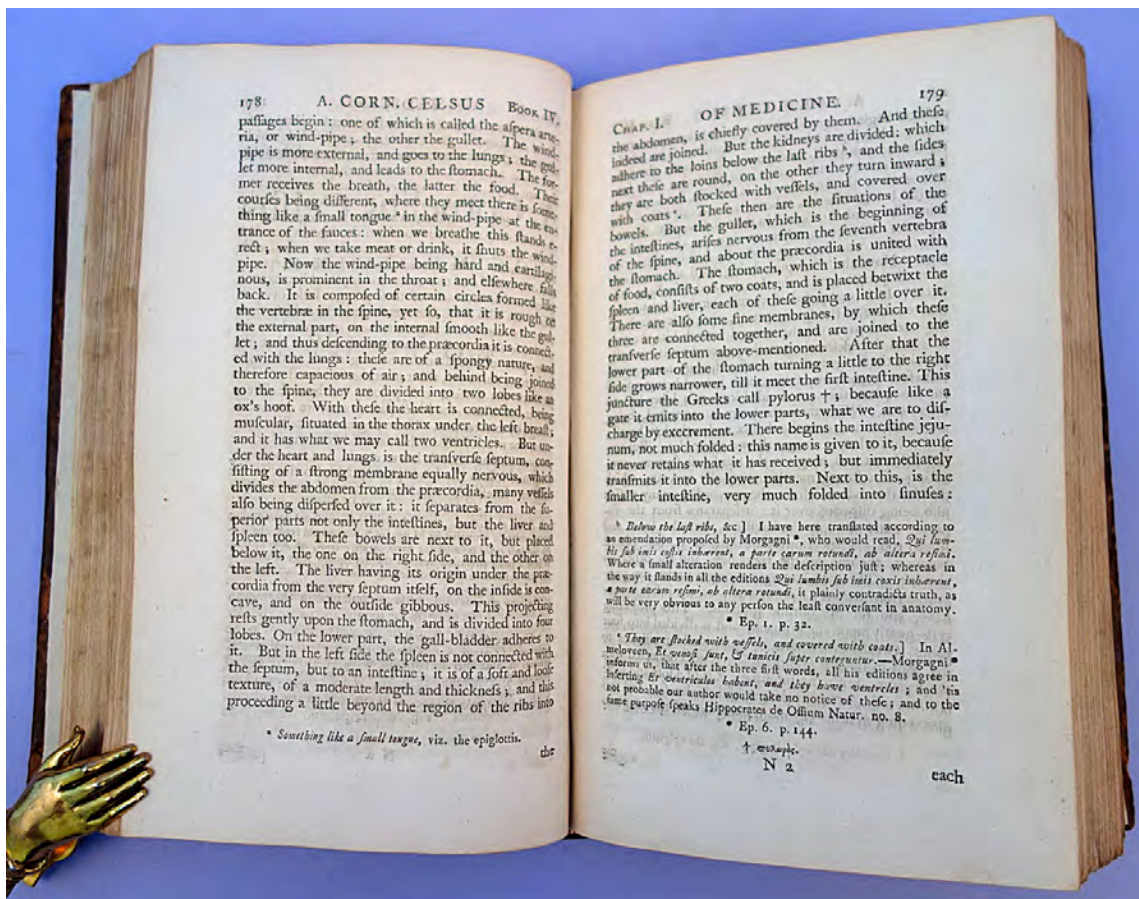 178 A. CORN. CELSUS Book IV.
paſſages begin : one of which is called the aſpera arte-
ria, or wind-pipe ; the other the gullet. The wind-
pipe is more external, and goes to the lungs ; the gul-
let more internal, and leads to the ſtomach. The for-
mer receives the breath, the latter the food. Their
courſes being different, where they meet there is ſome-
thing like a ſmall tongue ª in the wind-pipe at the en-
trance of the fauces : when we breathe this ſtands e-
rect ; when we take meat or drink, it ſhuts the wind-
pipe. Now the wind-pipe being hard and cartilagi-
nous, is prominent in the throat ; and elſewhere falls
back. It is compoſed of certain circles formed like
the vertebræ in the ſpine, yet ſo, that it is rough on
the external part, on the internal ſmooth like the gul-
let ; and thus deſcending to the præcordia it is connect-
ed with the lungs : theſe are of a ſpongy nature, and
therefore capacious of air ; and behind being joined
to the ſpine, they are divided into two lobes like an
ox's hoof. With theſe the heart is connected, being
muſcular, ſituated in the thorax under the left breaſt ;
and it has what we may call two ventricles. But un-
der the heart and lungs is the tranſverſe ſeptum, con-
ſiſting of a ſtrong membrane equally nervous, which
divides the abdomen from the præcordia, many veſſels
alſo being diſperſed over it : it ſeparates from the ſu-
perior parts not only the inteſtines, but the liver and
ſpleen too. Theſe bowels are next to it, but placed
below it, the one on the right ſide, and the other on
the left. The liver having its origin under the præ-
cordia from the very ſeptum itſelf, on the inſide is con-
cave, and on the outſide gibbous. This projecting
reſts gently upon the ſtomach, and is divided into four
lobes. On the lower part, the gall-bladder adheres to
it. But in the left ſide the ſpleen is not connected with
the ſeptum, but to an inteſtine ; it is of a ſoft and looſe
texture, of a moderate length and thickneſs ; and this
proceeding a little beyond the region of the ribs into
ª Something like a ſmall tongue, viz. the epiglottis.
the
CHAP. I. OF MEDICINE. 179
the abdomen, is chiefly covered by them. And theſe
indeed are joined. But the kidneys are divided : which
adhere to the loins below the laſt ribs ᵇ, and the ſides
next theſe are round, on the other they turn inward ;
they are both ſtocked with veſſels, and covered over
with coats ᶜ. Theſe then are the ſituations of the
bowels. But the gullet, which is the beginning of
the inteſtines, ariſes nervous from the ſeventh vertebra
of the ſpine, and about the præcordia is united with
the ſtomach. The ſtomach, which is the receptacle
of food, conſiſts of two coats, and is placed betwixt the
ſpleen and liver, each of theſe going a little over it.
There are alſo ſome fine membranes, by which theſe
three are connected together, and are joined to the
tranſverſe ſeptum above-mentioned. After that the
lower part of the ſtomach turning a little to the right
ſide grows narrower, till it meet the firſt inteſtine. This
juncture the Greeks call pylorus † ; becauſe like a
gate it emits into the lower parts, what we are to diſ-
charge by excrement. There begins the inteſtine jeju-
num, not much folded : this name is given to it, becauſe
it never retains what it has received ; but immediately
tranſmits it into the lower parts. Next to this, is the
ſmaller inteſtine, very much folded into ſinuſes :
ᵇ Below the laſt ribs, &c ] I have here tranſlated according to
an emendation propoſed by Morgagni *, who would read, Qui lum-
bis ſub imis coſtis inhærent, a parte earum rotundi, ab altera reſimi.
Where a ſmall alteration renders the deſcription juſt ; whereas in
the way it ſtands in all the editions Qui lumbis ſub imis coxis inhærent,
a parte earum reſimi, ab altera rotundi, it plainly contradicts truth, as
will be very obvious to any perſon the leaſt converſant in anatomy.
* Ep. 1. p. 32.
ᶜ They are ſtocked with veſſels, and covered with coats. ] In Al-
meloveen, Et venoſi ſunt, & tunicis ſuper conteguntur.—Morgagni *
informs us, that after the three firſt words, all his editions agree in
inſerting Et ventriculos habent, and they have ventreles ; and 'tis
not probable our author would take no notice of theſe ; and to the
ſame purpoſe ſpeaks Hippocrates de Oſſium Natur. no. 8.
* Ep. 6. p. 144.
† πυλωρὸς.
N 2
each